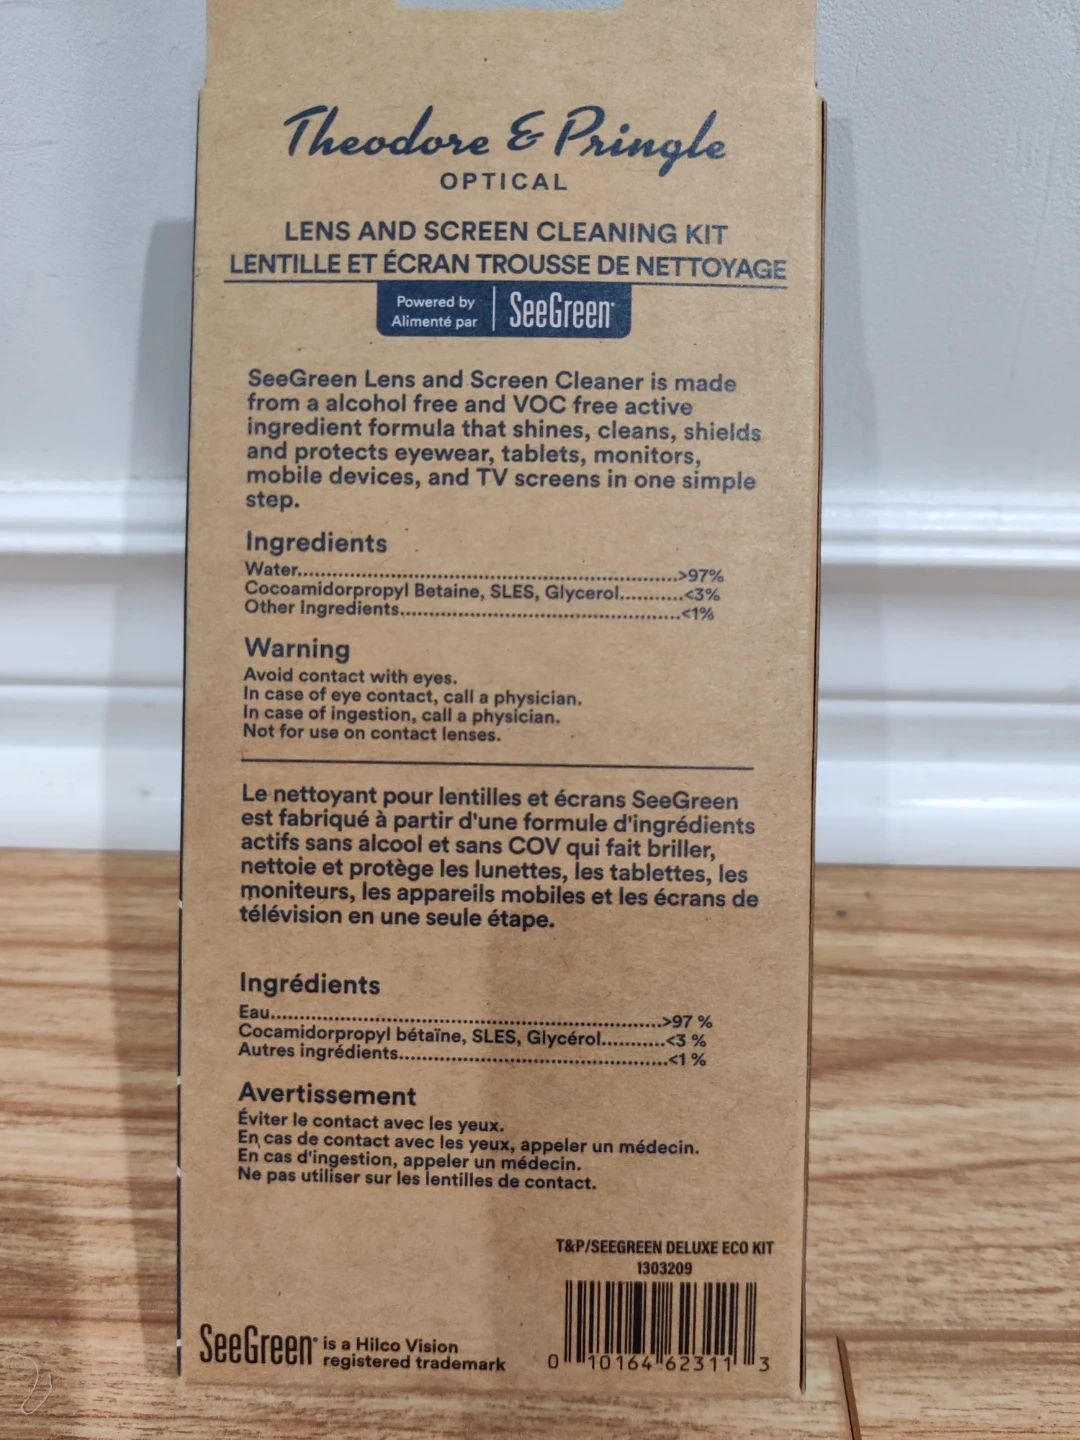 Theodore & Pringle
OPTICAL
LENS AND SCREEN CLEANING KIT
LENTILLE ET ÉCRAN TROUSSE DE NETTOYAGE
Powered by
Alimenté par
SeeGreen
SeeGreen Lens and Screen Cleaner is made
from a alcohol free and VOC free active
ingredient formula that shines, cleans, shields
and protects eyewear, tablets, monitors,
mobile devices, and TV screens in one simple
step.
Ingredients
Water...........................................................>97%
Cocoamidorpropyl Betaine, SLES, Glycerol...........<3%
Other Ingredients............................................<1%
Warning
Avoid contact with eyes.
In case of eye contact, call a physician.
In case of ingestion, call a physician.
Not for use on contact lenses.
Le nettoyant pour lentilles et écrans SeeGreen
est fabriqué à partir d'une formule d'ingrédients
actifs sans alcool et sans COV qui fait briller,
nettoie et protège les lunettes, les tablettes, les
moniteurs, les appareils mobiles et les écrans de
télévision en une seule étape.
Ingrédients
Eau.............................................................>97 %
Cocamidorpropyl bétaïne, SLES, Glycérol...........<3 %
Autres ingrédients..........................................<1 %
Avertissement
Éviter le contact avec les yeux.
En cas de contact avec les yeux, appeler un médecin.
En cas d'ingestion, appeler un médecin.
Ne pas utiliser sur les lentilles de contact.
T&P/SEEGREEN DELUXE ECO KIT
1303209
0 10164 62311 3
SeeGreen is a Hilco Vision
registered trademark